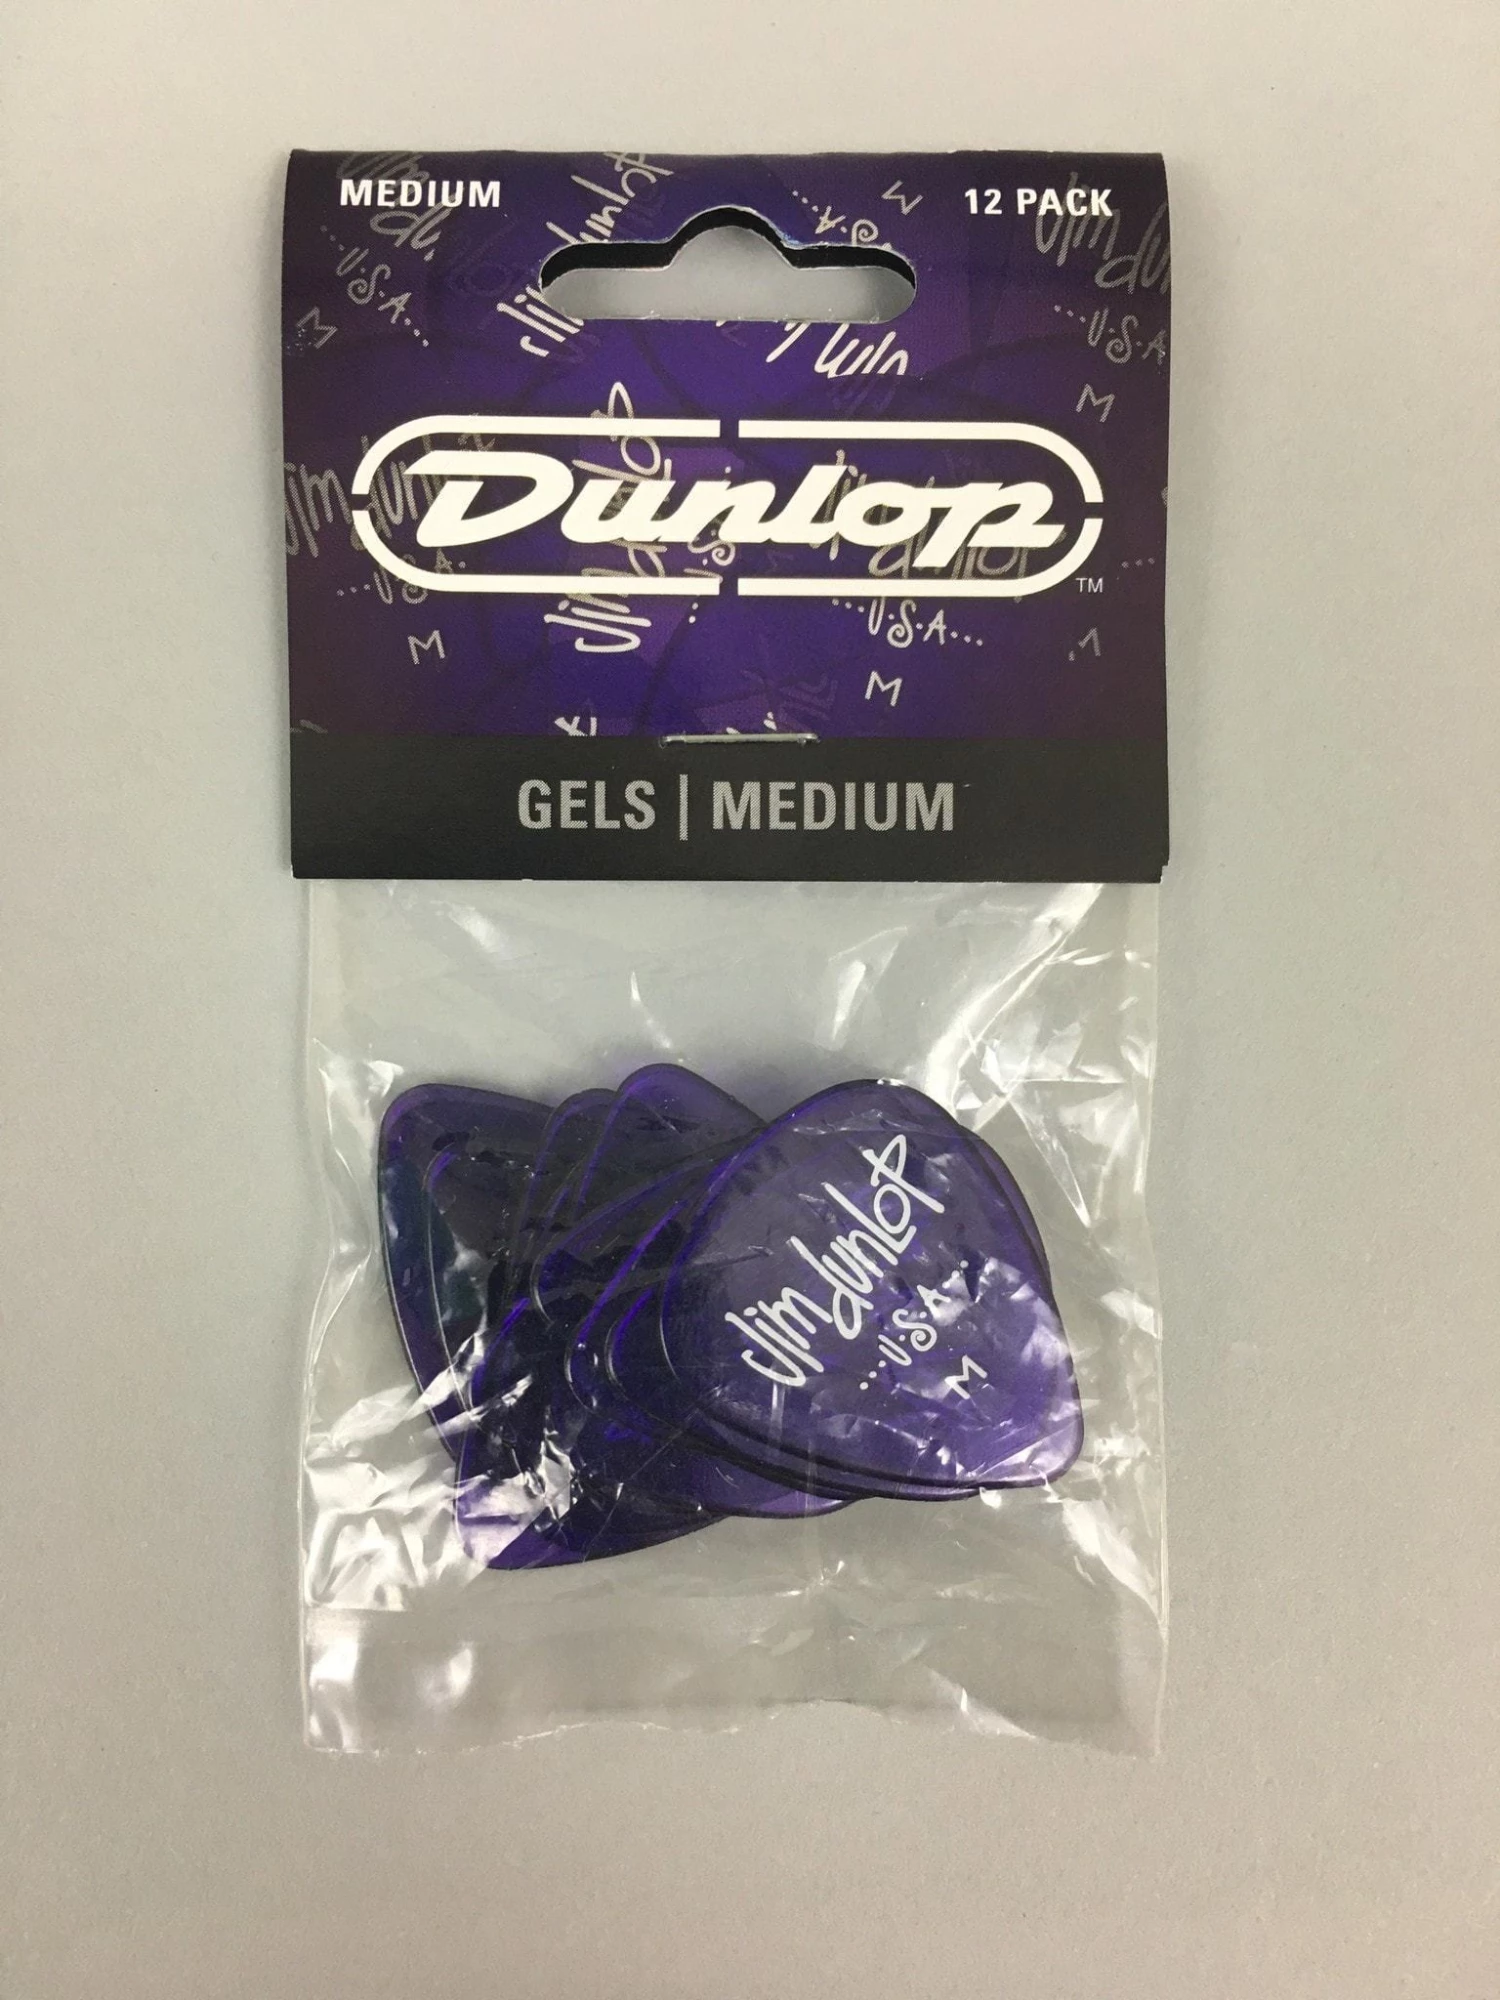 MEDIUM
12 PACK
Dunlop
TM
GELS | MEDIUM
Jim dunLoP
...U.S.A...
M